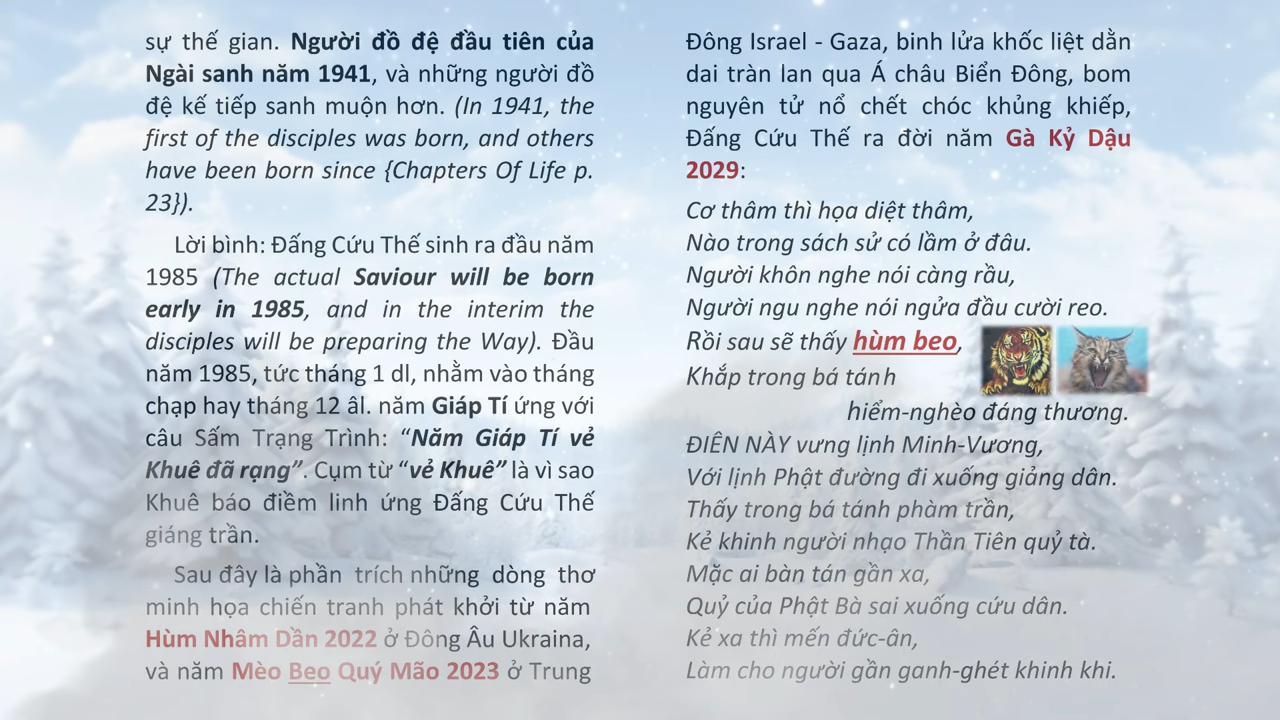 sự thế gian. Người đồ đệ đầu tiên của
Ngài sanh năm 1941, và những người đồ
đệ kế tiếp sanh muộn hơn. (In 1941, the
first of the disciples was born, and others
have been born since {Chapters Of Life p.
23}).
Lời bình: Đấng Cứu Thế sinh ra đầu năm
1985 (The actual Saviour will be born
early in 1985, and in the interim the
disciples will be preparing the Way). Đầu
năm 1985, tức tháng 1 dl, nhằm vào tháng
chạp hay tháng 12 âl. năm Giáp Tí ứng với
câu Sấm Trạng Trình: “Năm Giáp Tí vẻ
Khuê đã rạng”. Cụm từ “vẻ Khuê” là vì sao
Khuê báo điềm linh ứng Đấng Cứu Thế
giáng trần.
Sau đây là phần trích những dòng thơ
minh họa chiến tranh phát khởi từ năm
Hùm Nhâm Dần 2022 ở Đông Âu Ukraina,
và năm Mèo Beo Quý Mão 2023 ở Trung
Đông Israel - Gaza, binh lửa khốc liệt dằn
dai tràn lan qua Á châu Biển Đông, bom
nguyên tử nổ chết chóc khủng khiếp,
Đấng Cứu Thế ra đời năm Gà Kỷ Dậu
2029:
Cơ thâm thì họa diệt thâm,
Nào trong sách sử có lầm ở đâu.
Người khôn nghe nói càng rầu,
Người ngu nghe nói ngửa đầu cười reo.
Rồi sau sẽ thấy hùm beo,
Khắp trong bá tánh
hiểm-nghèo đáng thương.
ĐIÊN NÀY vưng lịnh Minh-Vương,
Với lịnh Phật đường đi xuống giảng dân.
Thấy trong bá tánh phàm trần,
Kẻ khinh người nhạo Thần Tiên quỷ tà.
Mặc ai bàn tán gần xa,
Quỷ của Phật Bà sai xuống cứu dân.
Kẻ xa thì mến đức-ân,
Làm cho người gần ganh-ghét khinh khi.